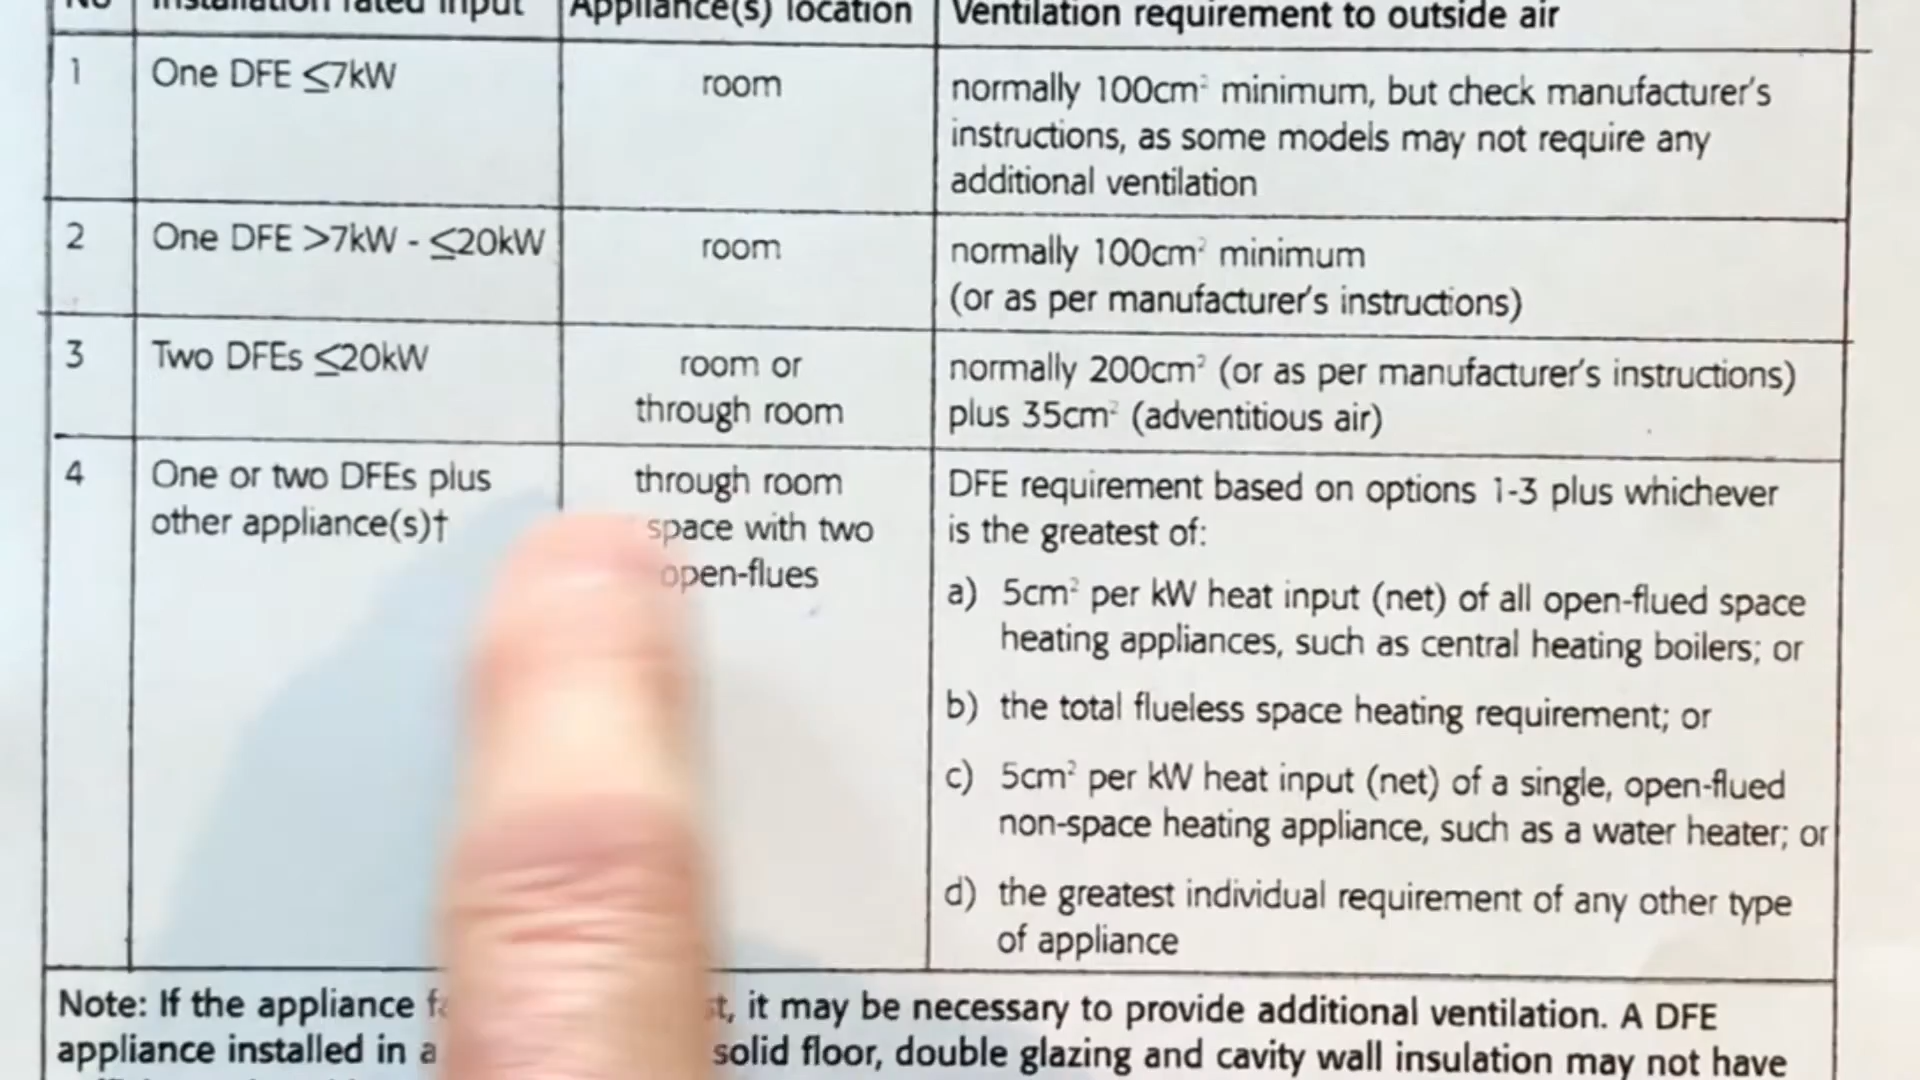 No Installation rated input Appliance(s) location Ventilation requirement to outside air
1 One DFE ≤7kW room normally 100cm² minimum, but check manufacturer's
instructions, as some models may not require any
additional ventilation
2 One DFE >7kW - ≤20kW room normally 100cm² minimum
(or as per manufacturer's instructions)
3 Two DFEs ≤20kW room or
through room
normally 200cm² (or as per manufacturer's instructions)
plus 35cm² (adventitious air)
4 One or two DFEs plus
other appliance(s)†
through room
space with two
open-flues
DFE requirement based on options 1-3 plus whichever
is the greatest of:
a) 5cm² per kW heat input (net) of all open-flued space
heating appliances, such as central heating boilers; or
b) the total flueless space heating requirement; or
c) 5cm² per kW heat input (net) of a single, open-flued
non-space heating appliance, such as a water heater; or
d) the greatest individual requirement of any other type
of appliance
Note: If the appliance it may be necessary to provide additional ventilation. A DFE
appliance installed in a solid floor, double glazing and cavity wall insulation may not have